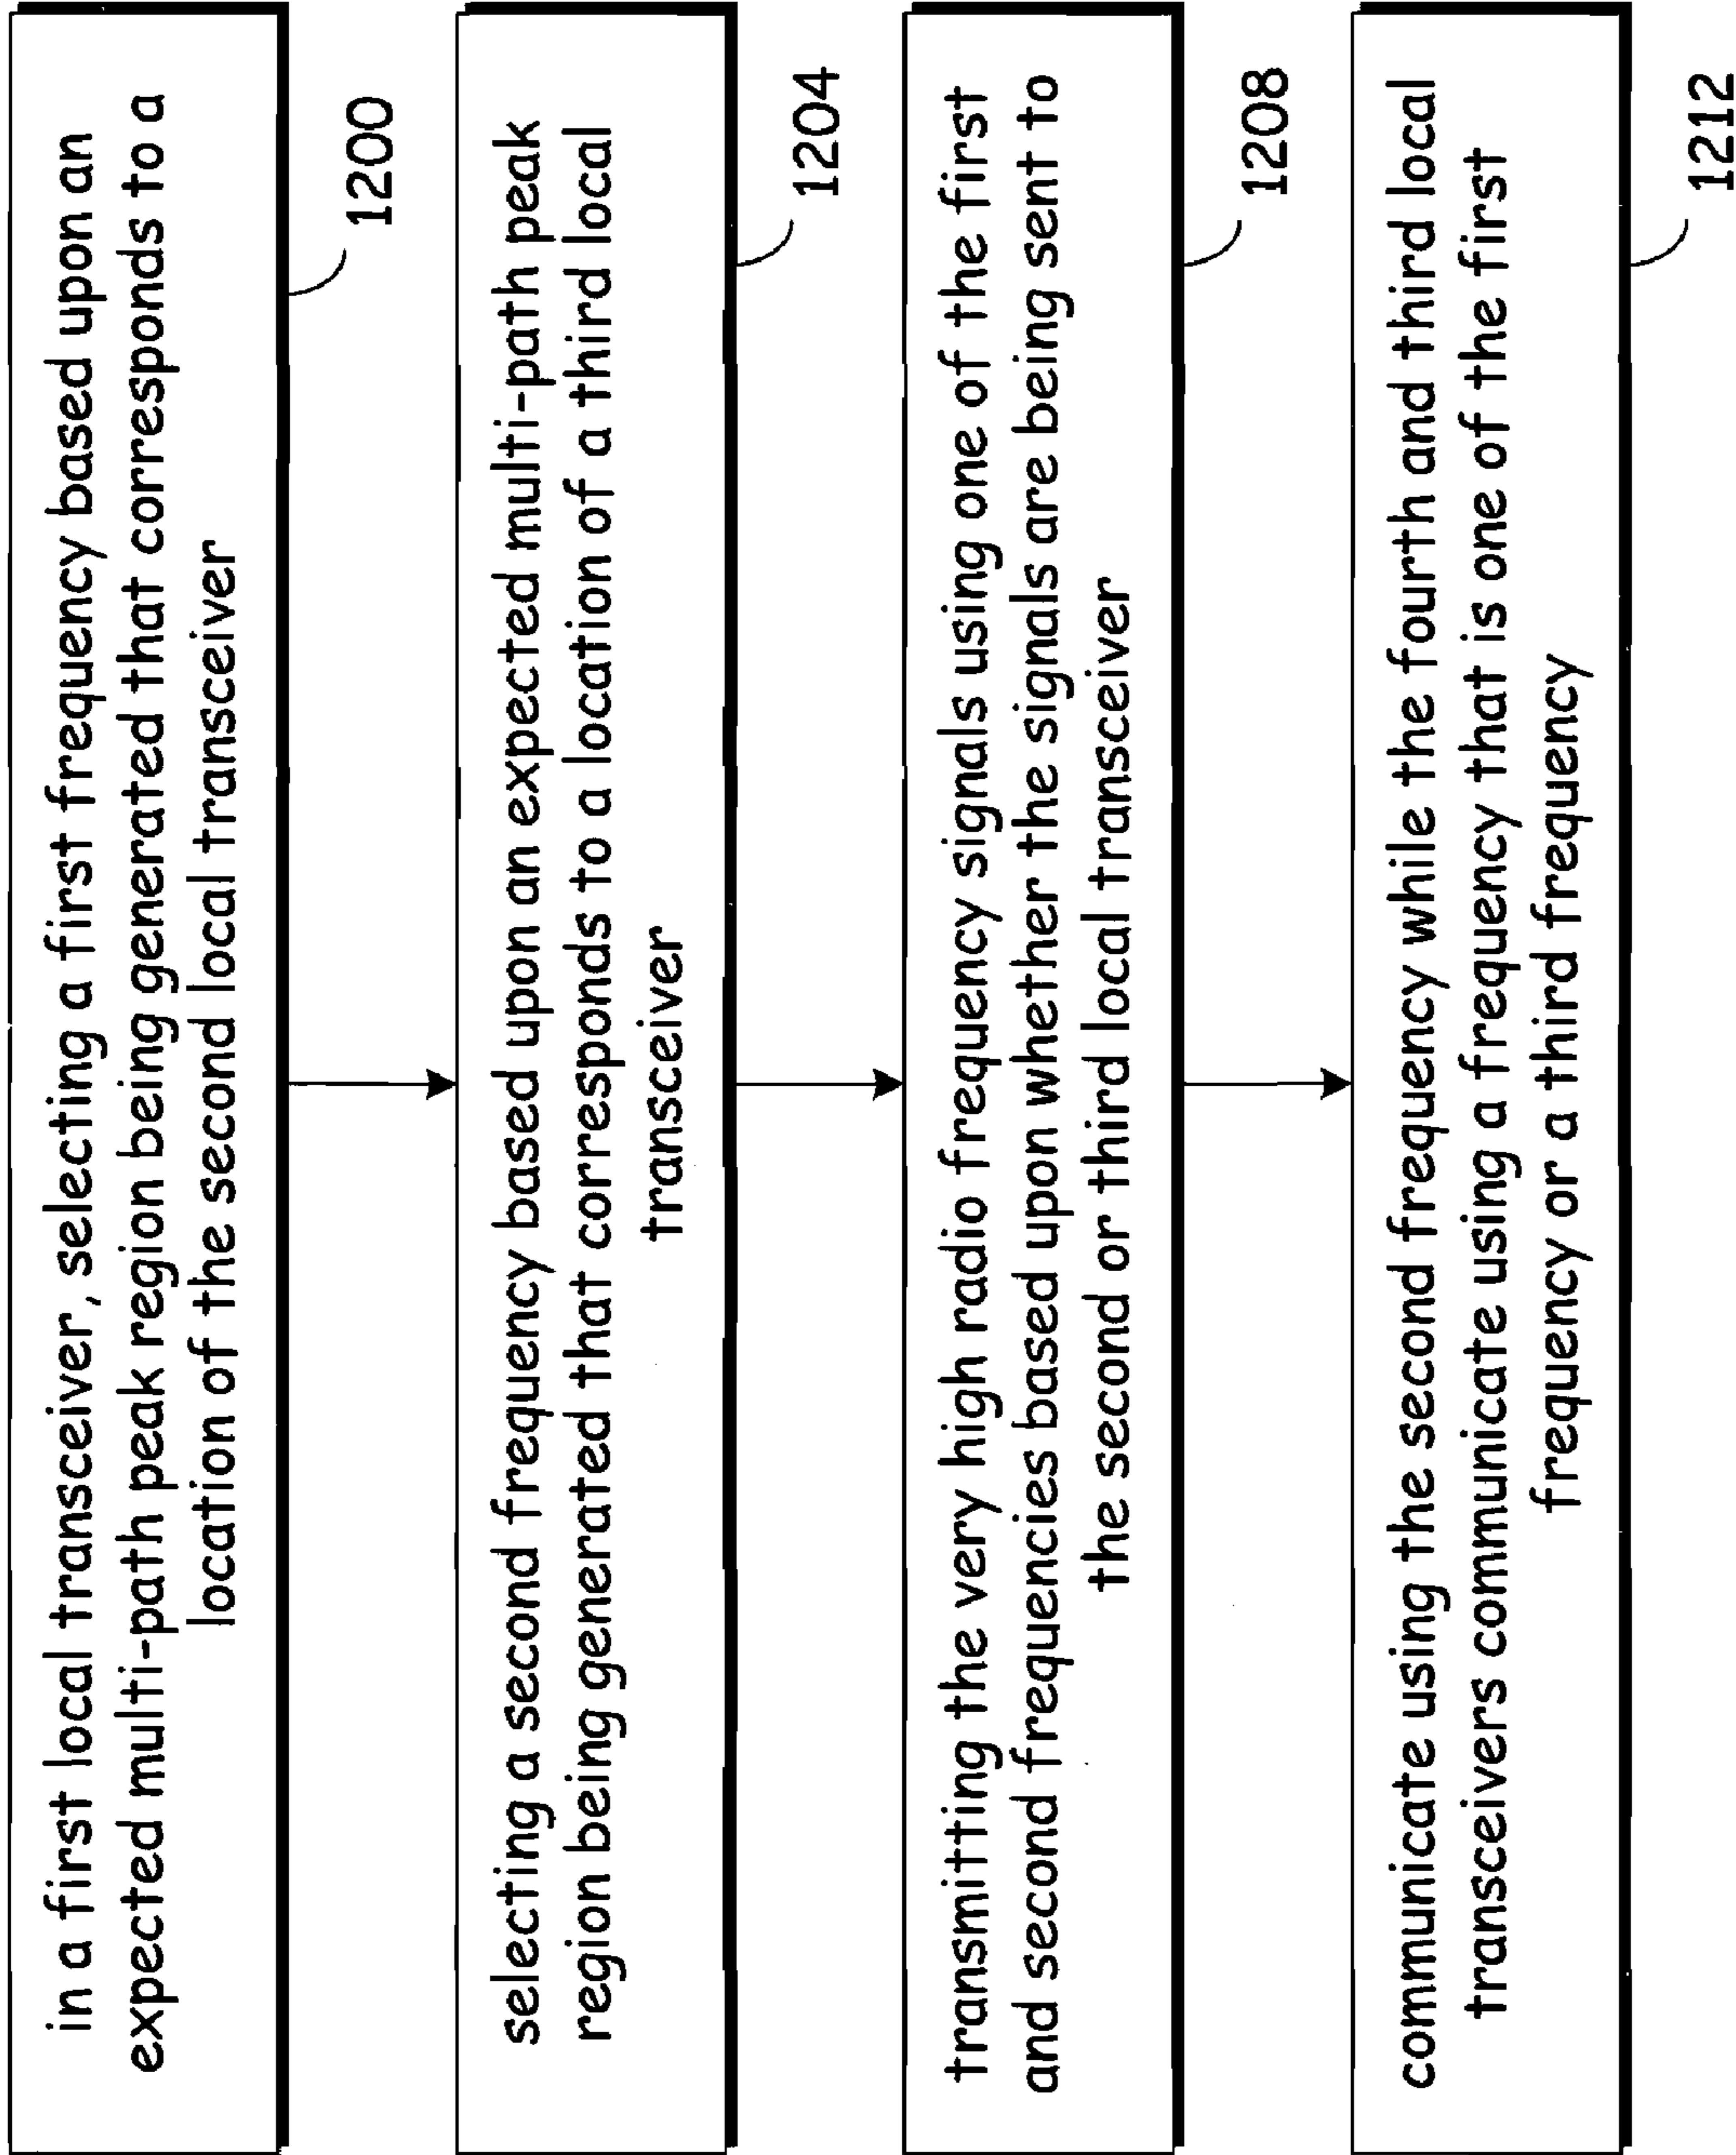 in a first local transceiver, selecting a first frequency based upon an
expected multi-path peak region being generated that corresponds to a
location of the second local transceiver
1200
selecting a second frequency based upon an expected multi-path peak
region being generated that corresponds to a location of a third local
transceiver
1204
transmitting the very high radio frequency signals using one of the first
and second frequencies based upon whether the signals are being sent to
the second or third local transceiver
1208
communicate using the second frequency while the fourth and third local
transceivers communicate using a frequency that is one of the first
frequency or a third frequency
1212